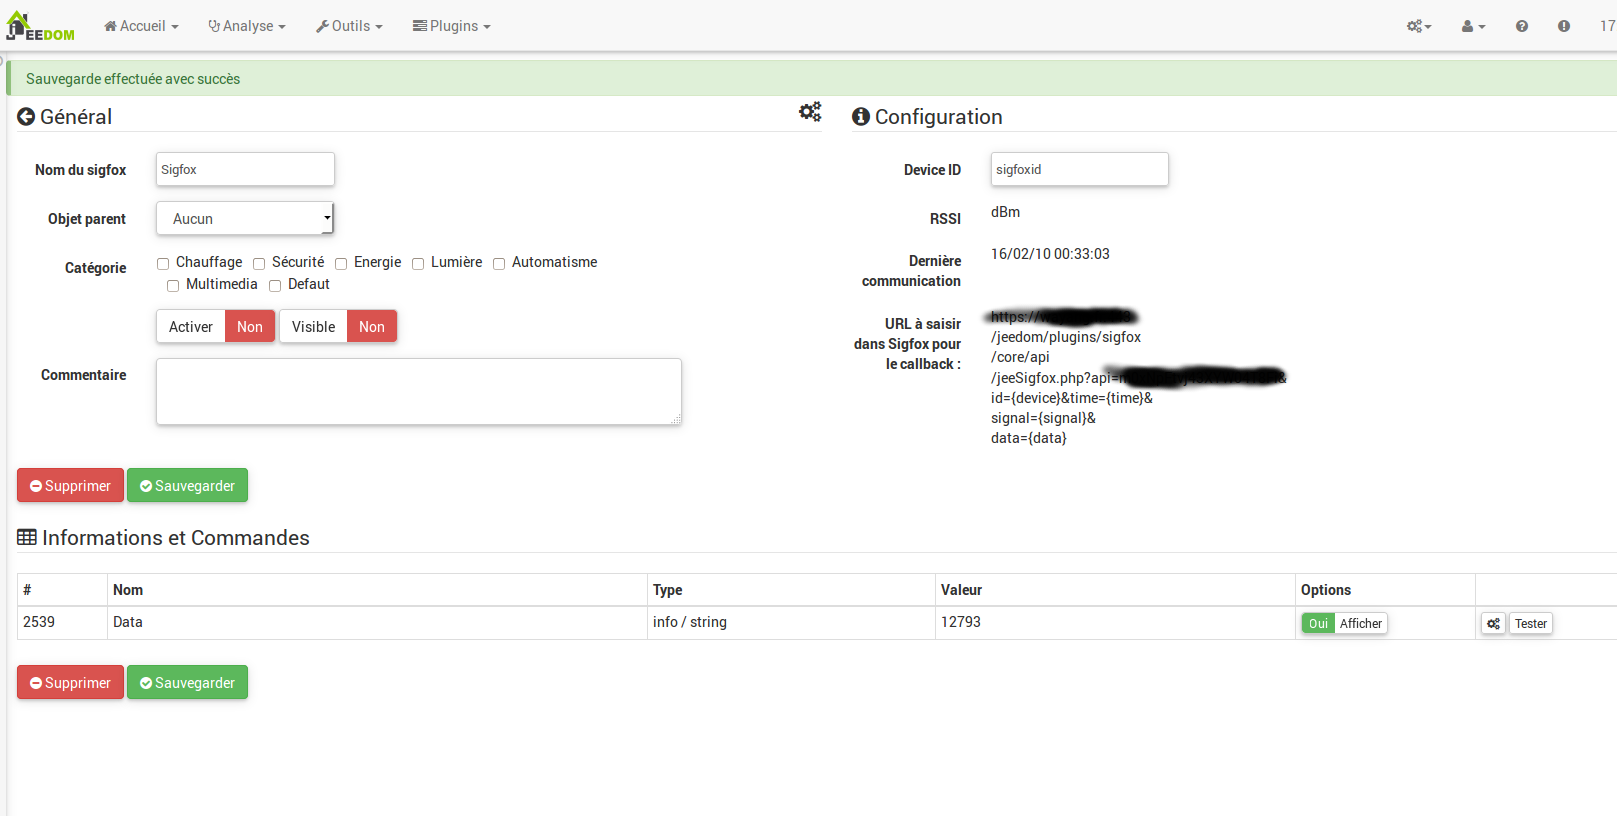 JEEDOM Accueil Analyse Outils Plugins 17
Sauvegarde effectuée avec succès
Général
Configuration
Nom du sigfox Sigfox
Device ID sigfoxid
Objet parent Aucun
RSSI dBm
Catégorie Chauffage Sécurité Energie Lumière Automatisme
Multimedia Defaut
Dernière
communication
16/02/10 00:33:03
Activer Non Visible Non
URL à saisir
dans Sigfox pour
le callback :
https://
/jeedom/plugins/sigfox
/core/api
/jeeSigfox.php?api=
id={device}&time={time}&
signal={signal}&
data={data}
Commentaire
Supprimer Sauvegarder
Informations et Commandes
# Nom Type Valeur Options
2539 Data info / string 12793 Oui Afficher Tester
Supprimer Sauvegarder